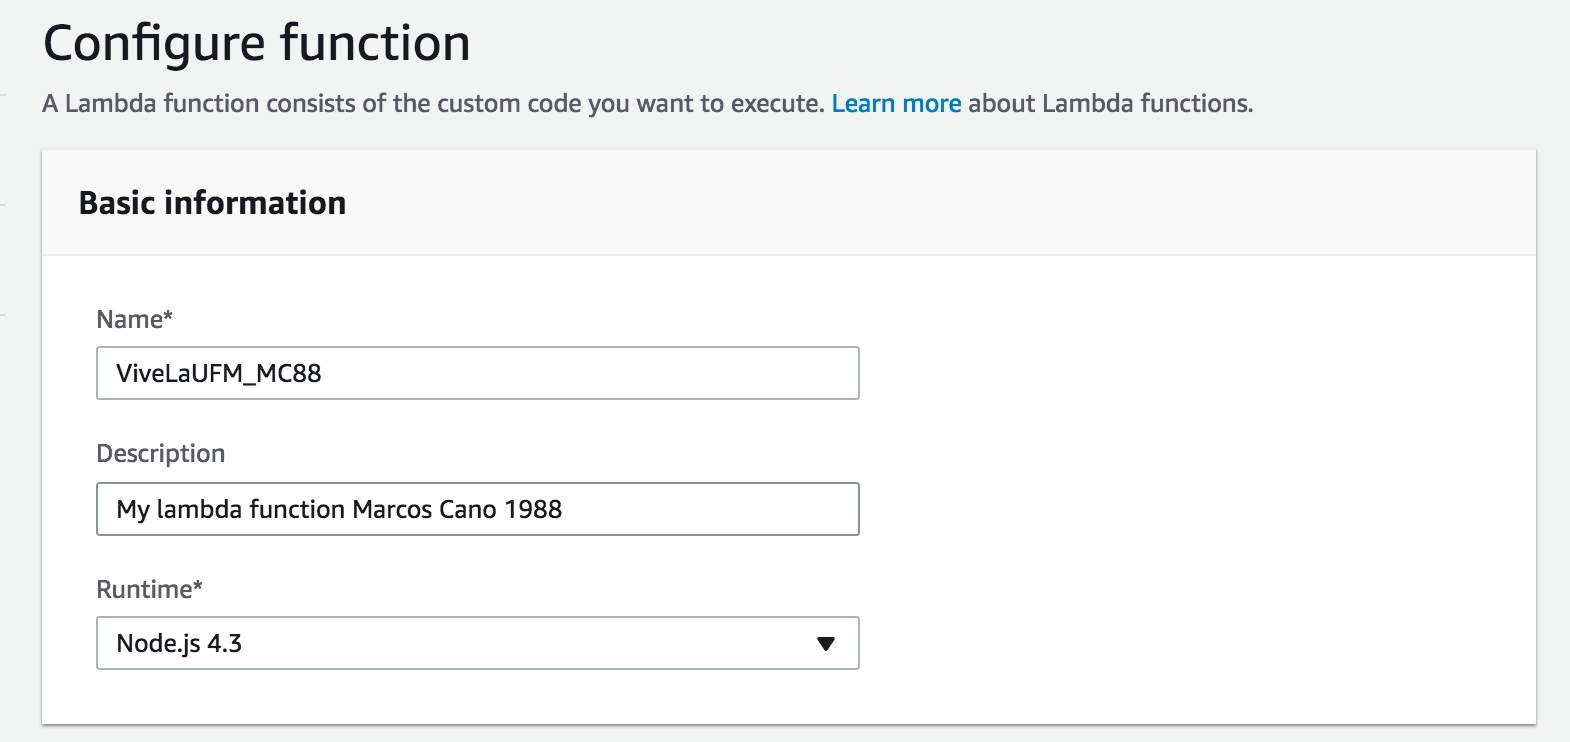 Configure function
A Lambda function consists of the custom code you want to execute. Learn more about Lambda functions.
Basic information
Name*
ViveLaUFM_MC88
Description
My lambda function Marcos Cano 1988
Runtime*
Node.js 4.3